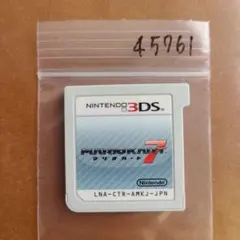 45761
NINTENDO 3DS
MARIOKART 7
マリオカート
Nintendo
LNA-CTR-AMKJ-JPN